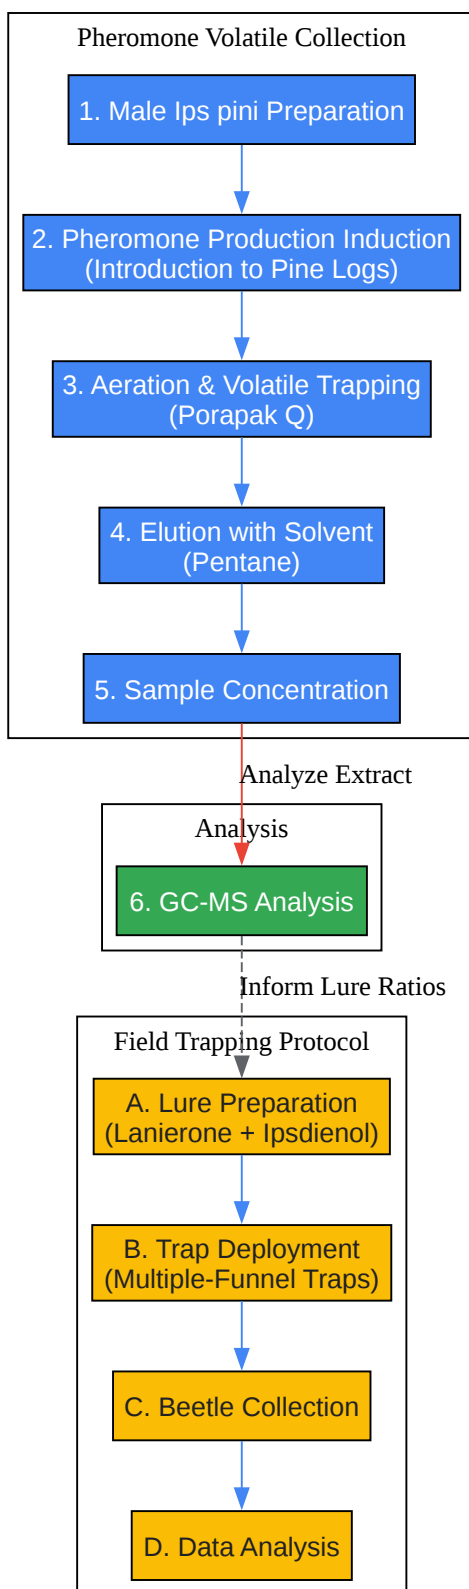 Pheromone Volatile Collection
1. Male Ips pini Preparation
2. Pheromone Production Induction
(Introduction to Pine Logs)
3. Aeration & Volatile Trapping
(Porapak Q)
4. Elution with Solvent
(Pentane)
5. Sample Concentration
Analyze Extract
Analysis
6. GC-MS Analysis
Inform Lure Ratios
Field Trapping Protocol
A. Lure Preparation
(Lanierone + Ipsdienol)
B. Trap Deployment
(Multiple-Funnel Traps)
C. Beetle Collection
D. Data Analysis